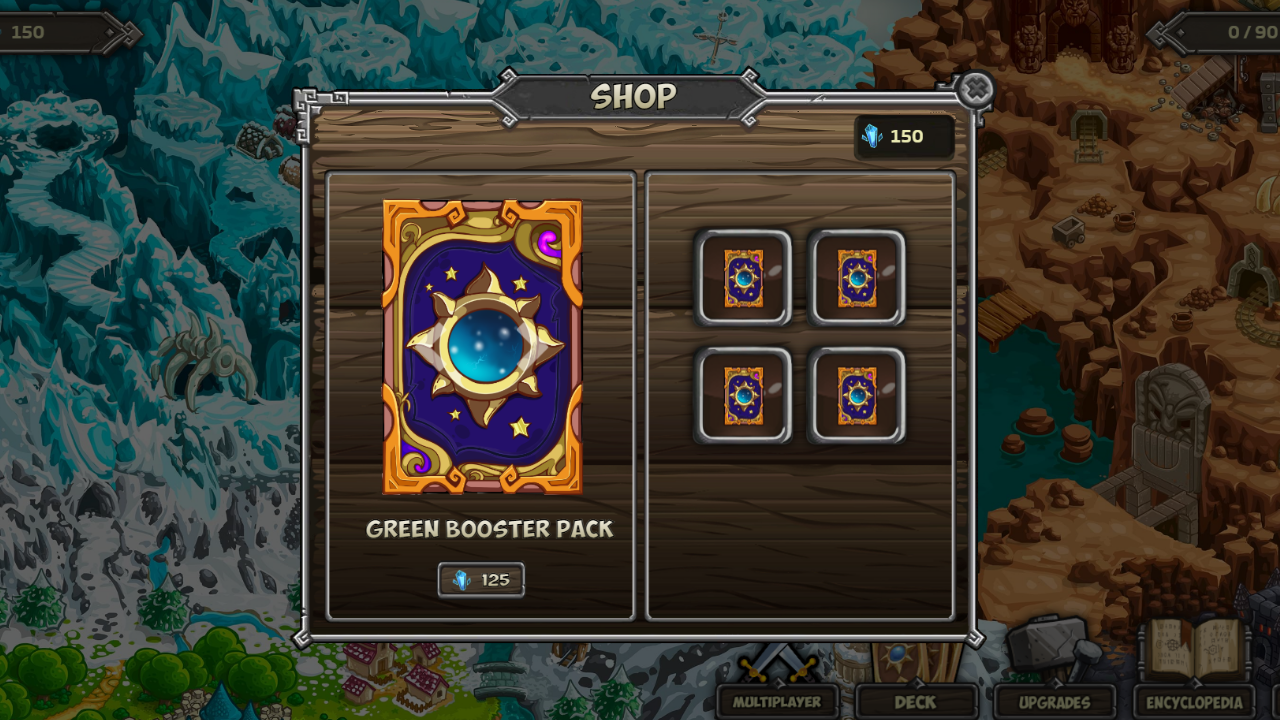 150
0 / 90
SHOP
150
GREEN BOOSTER PACK
125
MULTIPLAYER
DECK
UPGRADES
ENCYCLOPEDIA